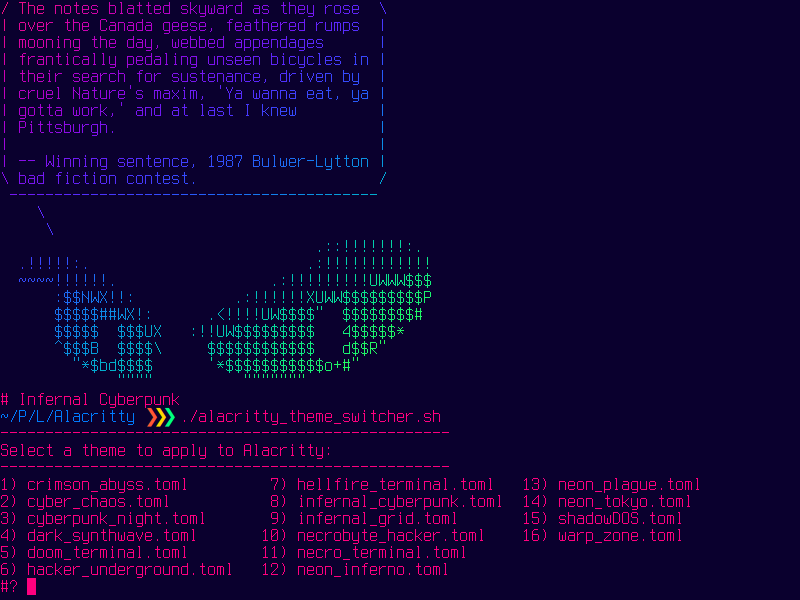 / The notes blatted skyward as they rose  \
| over the Canada geese, feathered rumps  |
| mooning the day, webbed appendages      |
| frantically pedaling unseen bicycles in |
| their search for sustenance, driven by  |
| cruel Nature's maxim, 'Ya wanna eat, ya |
| gotta work,' and at last I knew         |
| Pittsburgh.                             |
|                                         |
| -- Winning sentence, 1987 Bulwer-Lytton |
\ bad fiction contest.                    /
 -----------------------------------------
    \
     \
                                   .::!!!!!!!:.
  .!!!!!:.                        .:!!!!!!!!!!!!
  ~~~~!!!!!!.                 .:!!!!!!!!!UWWW$$$
      :$$NWX!!:           .:!!!!!!XUWW$$$$$$$$$P
      $$$$$##WX!:      .<!!!!UW$$$$"  $$$$$$$$#
      $$$$$  $$$UX   :!!UW$$$$$$$$$   4$$$$$*
      ^$$$B  $$$$\     $$$$$$$$$$$$   d$$R"
        "*$bd$$$$      '*$$$$$$$$$$$o+#"
             """"          """""""
# Infernal Cyberpunk
~/P/L/Alacritty ❯❯❯ ./alacritty_theme_switcher.sh
--------------------------------------------------
Select a theme to apply to Alacritty:
--------------------------------------------------
1) crimson_abyss.toml         7) hellfire_terminal.toml   13) neon_plague.toml
2) cyber_chaos.toml           8) infernal_cyberpunk.toml  14) neon_tokyo.toml
3) cyberpunk_night.toml       9) infernal_grid.toml       15) shadowDOS.toml
4) dark_synthwave.toml       10) necrobyte_hacker.toml    16) warp_zone.toml
5) doom_terminal.toml        11) necro_terminal.toml
6) hacker_underground.toml   12) neon_inferno.toml
#?